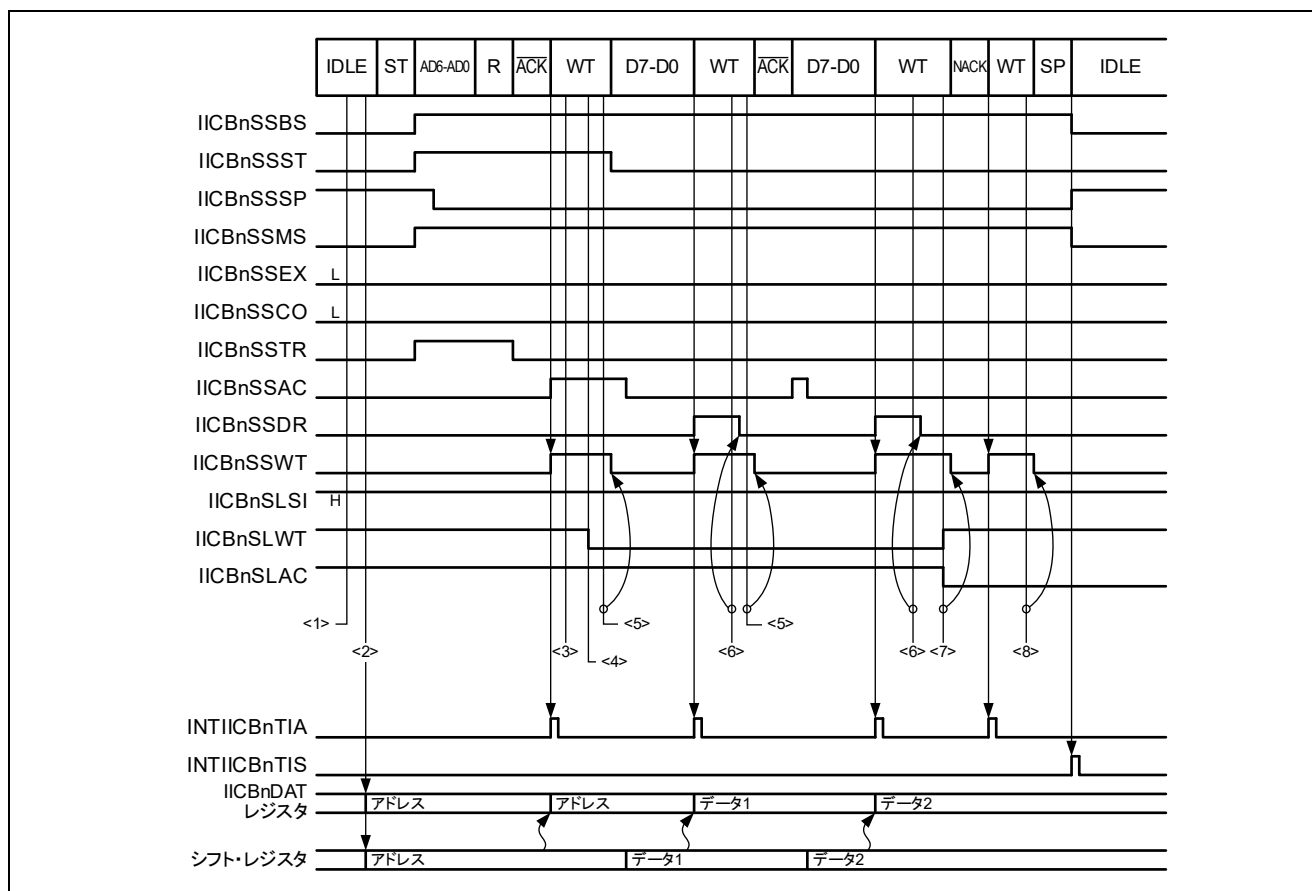 IDLE ST AD6-AD0 R ACK WT D7-D0 WT ACK D7-D0 WT NACK WT SP IDLE
IICBnSSBS
IICBnSSST
IICBnSSSP
IICBnSSMS
IICBnSSEX L
IICBnSSCO L
IICBnSSTR
IICBnSSAC
IICBnSSDR
IICBnSSWT
IICBnSLSI H
IICBnSLWT
IICBnSLAC
<1> <5> <5>
<2> <3> <4> <6> <6> <7> <8>
INTIICBnTIA
INTIICBnTIS
IICBnDAT
レジスタ アドレス アドレス データ1 データ2
シフト・レジスタ アドレス データ1 データ2